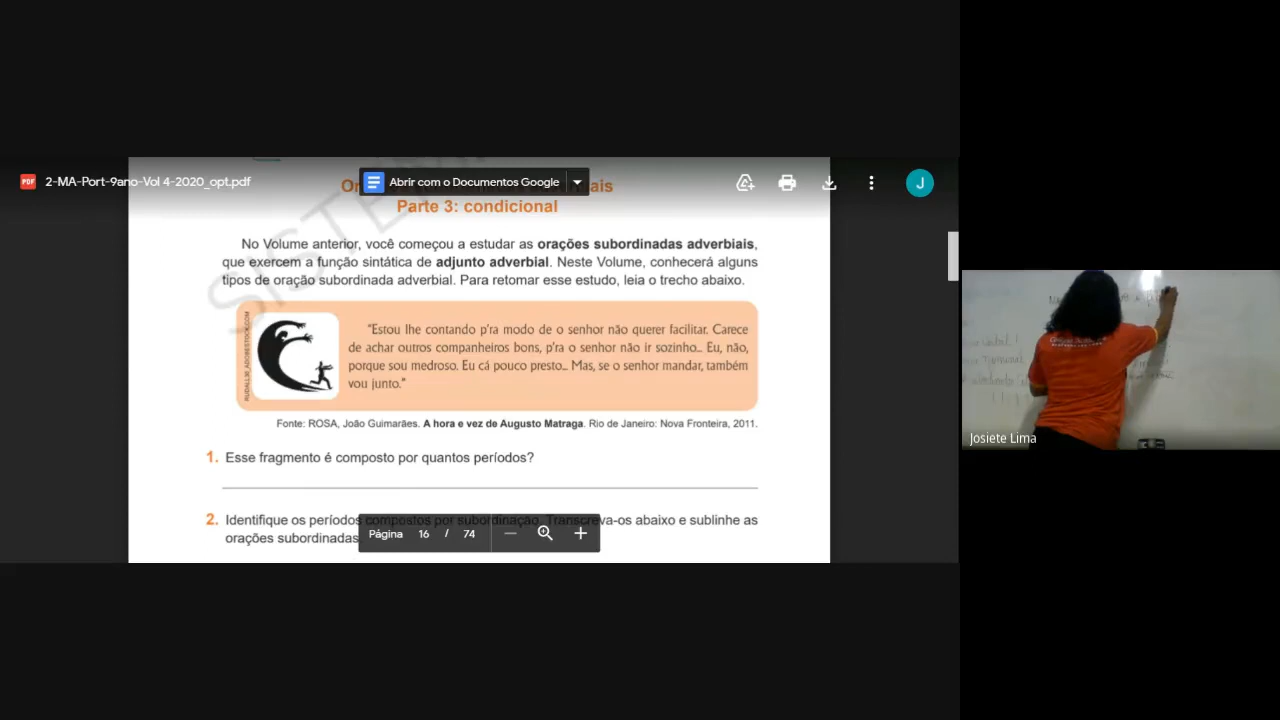 2-MA-Port-9ano-Vol 4-2020_opt.pdf
Abrir com o Documentos Google
J
Parte 3: condicional
SISTEM
No Volume anterior, você começou a estudar as orações subordinadas adverbiais,
que exercem a função sintática de adjunto adverbial. Neste Volume, conhecerá alguns
tipos de oração subordinada adverbial. Para retomar esse estudo, leia o trecho abaixo.
"Estou lhe contando p'ra modo de o senhor não querer facilitar. Carece
de achar outros companheiros bons, p'ra o senhor não ir sozinho... Eu, não,
porque sou medroso. Eu cá pouco presto... Mas, se o senhor mandar, também
vou junto."
Fonte: ROSA, João Guimarães. A hora e vez de Augusto Matraga. Rio de Janeiro: Nova Fronteira, 2011.
1. Esse fragmento é composto por quantos períodos?
2. Identifique os períodos compostos por subordinação. Transcreva-os abaixo e sublinhe as
orações subordinadas
Página 16 / 74
Josiete Lima